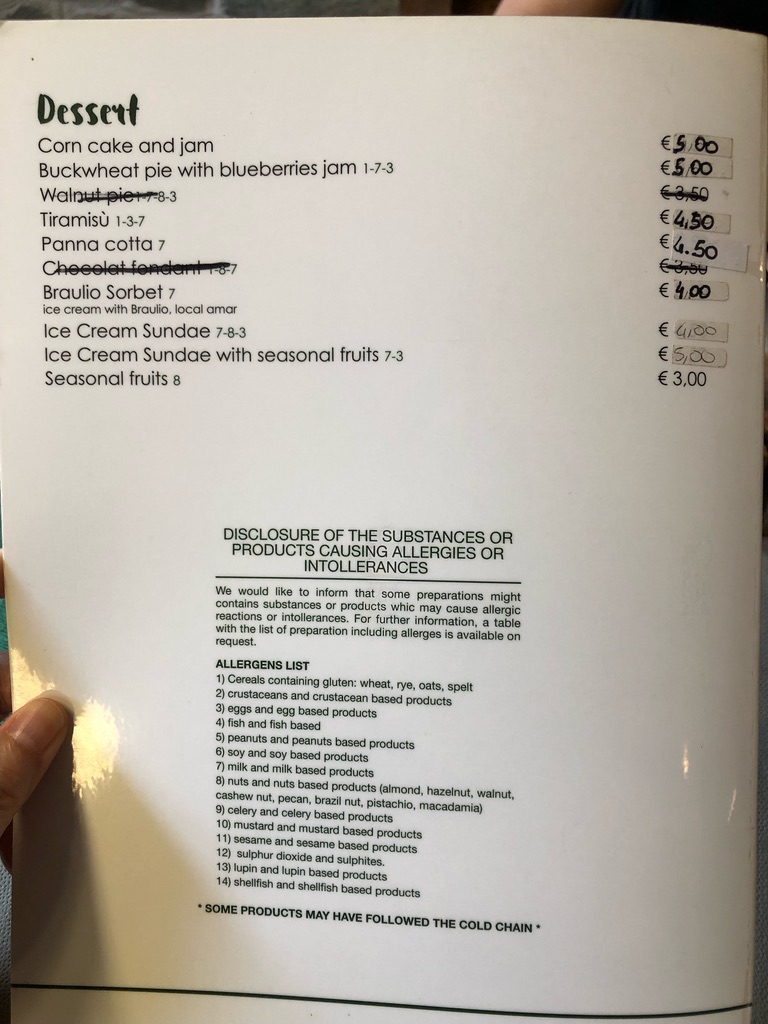 Dessert
Corn cake and jam € 5,00
Buckwheat pie with blueberries jam 1-7-3 € 5,00
Walnut pie 1-7-8-3 € 3,50
Tiramisù 1-3-7 € 4,50
Panna cotta 7 € 4.50
Chocolat fondant 1-8-7 € 3,50
Braulio Sorbet 7 € 4,00
ice cream with Braulio, local amar
Ice Cream Sundae 7-8-3 € 4,00
Ice Cream Sundae with seasonal fruits 7-3 € 5,00
Seasonal fruits 8 € 3,00
DISCLOSURE OF THE SUBSTANCES OR
PRODUCTS CAUSING ALLERGIES OR
INTOLLERANCES
We would like to inform that some preparations might
contains substances or products whic may cause allergic
reactions or intollerances. For further information, a table
with the list of preparation including allerges is available on
request.
ALLERGENS LIST
1) Cereals containing gluten: wheat, rye, oats, spelt
2) crustaceans and crustacean based products
3) eggs and egg based products
4) fish and fish based
5) peanuts and peanuts based products
6) soy and soy based products
7) milk and milk based products
8) nuts and nuts based products (almond, hazelnut, walnut,
cashew nut, pecan, brazil nut, pistachio, macadamia)
9) celery and celery based products
10) mustard and mustard based products
11) sesame and sesame based products
12) sulphur dioxide and sulphites.
13) lupin and lupin based products
14) shellfish and shellfish based products
* SOME PRODUCTS MAY HAVE FOLLOWED THE COLD CHAIN *